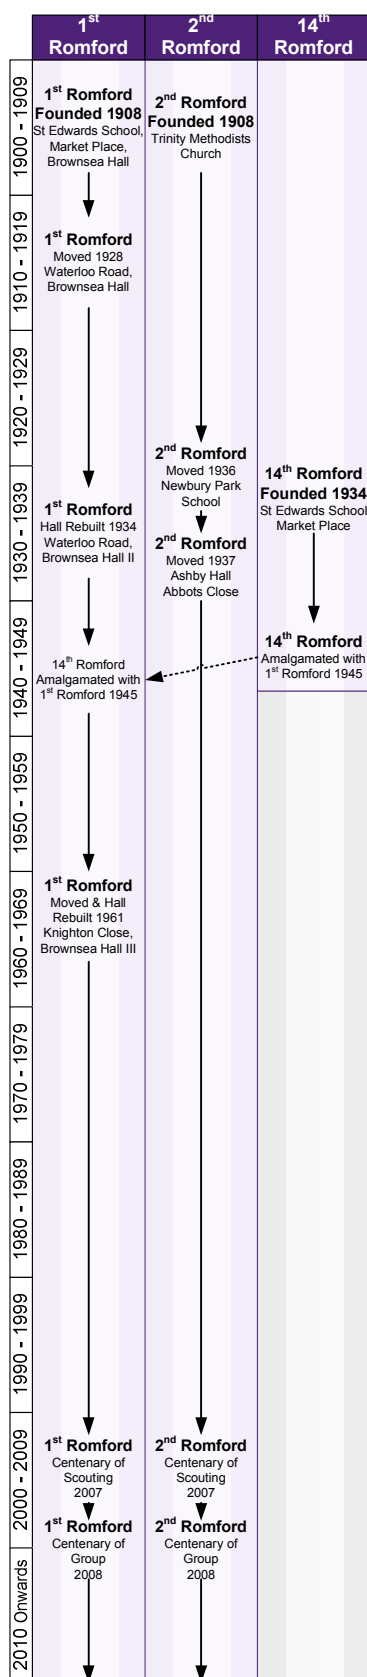 1st Romford
2nd Romford
14th Romford
1900 - 1909
1st Romford
Founded 1908
St Edwards School,
Market Place,
Brownsea Hall
2nd Romford
Founded 1908
Trinity Methodists
Church
1910 - 1919
1st Romford
Moved 1928
Waterloo Road,
Brownsea Hall
1920 - 1929
2nd Romford
Moved 1936
Newbury Park
School
1930 - 1939
1st Romford
Hall Rebuilt 1934
Waterloo Road,
Brownsea Hall II
2nd Romford
Moved 1937
Ashby Hall
Abbots Close
14th Romford
Founded 1934
St Edwards School
Market Place
1940 - 1949
14th Romford
Amalgamated with
1st Romford 1945
14th Romford
Amalgamated with
1st Romford 1945
1950 - 1959
1960 - 1969
1st Romford
Moved & Hall
Rebuilt 1961
Knighton Close,
Brownsea Hall III
1970 - 1979
1980 - 1989
1990 - 1999
2000 - 2009
1st Romford
Centenary of
Scouting
2007
2nd Romford
Centenary of
Scouting
2007
1st Romford
Centenary of
Group
2008
2nd Romford
Centenary of
Group
2008
2010 Onwards